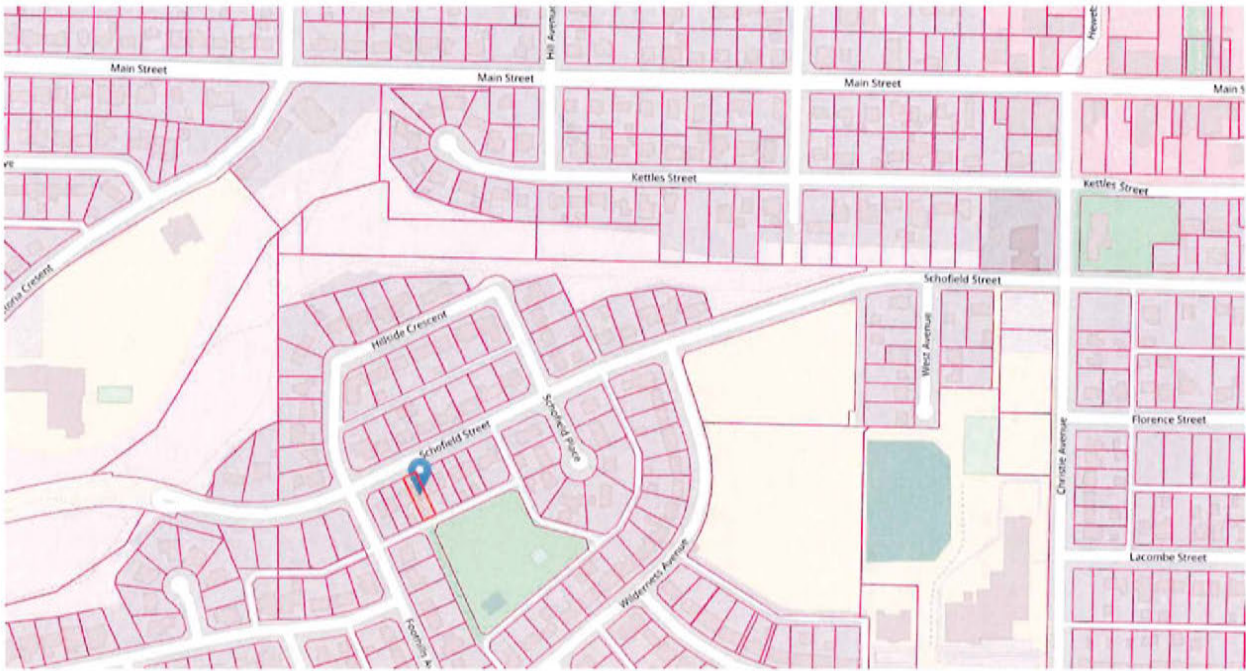 Hill Avenue
Main Street
Main Street
Main Street
Main S
Kettles Street
Kettles Street
Schofield Street
Hillside Crescent
West Avenue
Schofield Place
Schofield Street
Florence Street
Christie Avenue
Lacombe Street
Wilderness Avenue
Foothills A